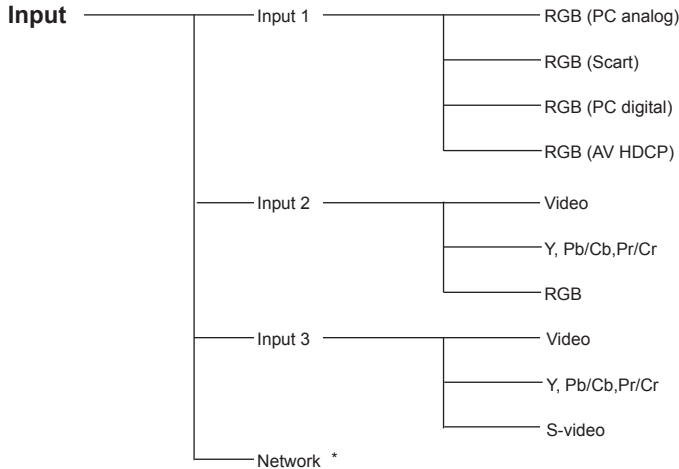 Input
Input 1
RGB (PC analog)
RGB (Scart)
RGB (PC digital)
RGB (AV HDCP)
Input 2
Video
Y, Pb/Cb,Pr/Cr
RGB
Input 3
Video
Y, Pb/Cb,Pr/Cr
S-video
Network *